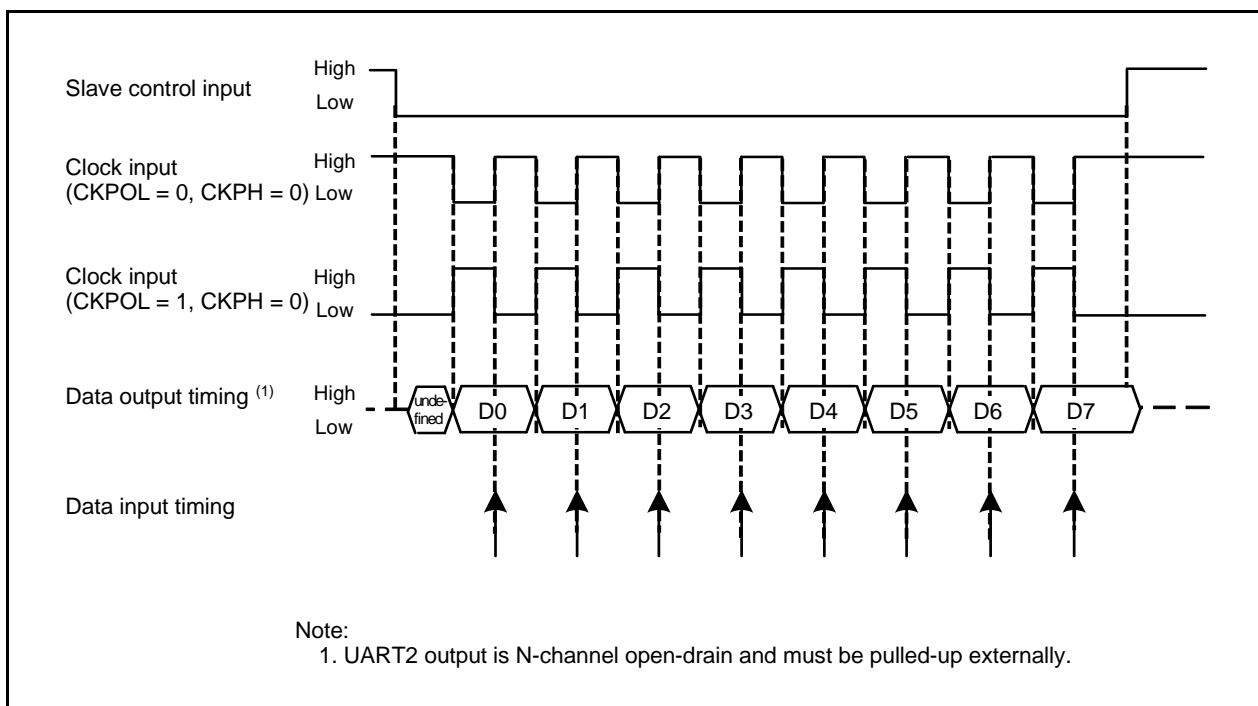 Slave control input
High
Low
Clock input
(CKPOL = 0, CKPH = 0)
High
Low
Clock input
(CKPOL = 1, CKPH = 0)
High
Low
Data output timing (1)
High
Low
unde-
fined
D0 D1 D2 D3 D4 D5 D6 D7
Data input timing
Note:
1. UART2 output is N-channel open-drain and must be pulled-up externally.